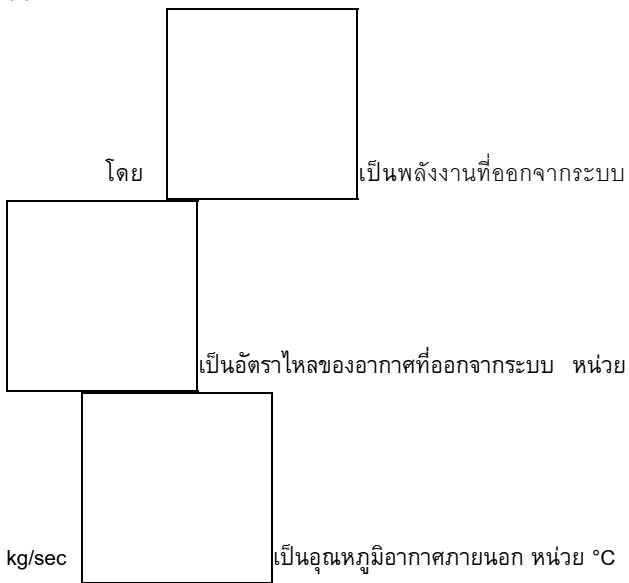 โดย เป็นพลังงานที่ออกจากระบบ
เป็นอัตราไหลของอากาศที่ออกจากระบบ หน่วย
kg/sec เป็นอุณหภูมิอากาศภายนอก หน่วย °C